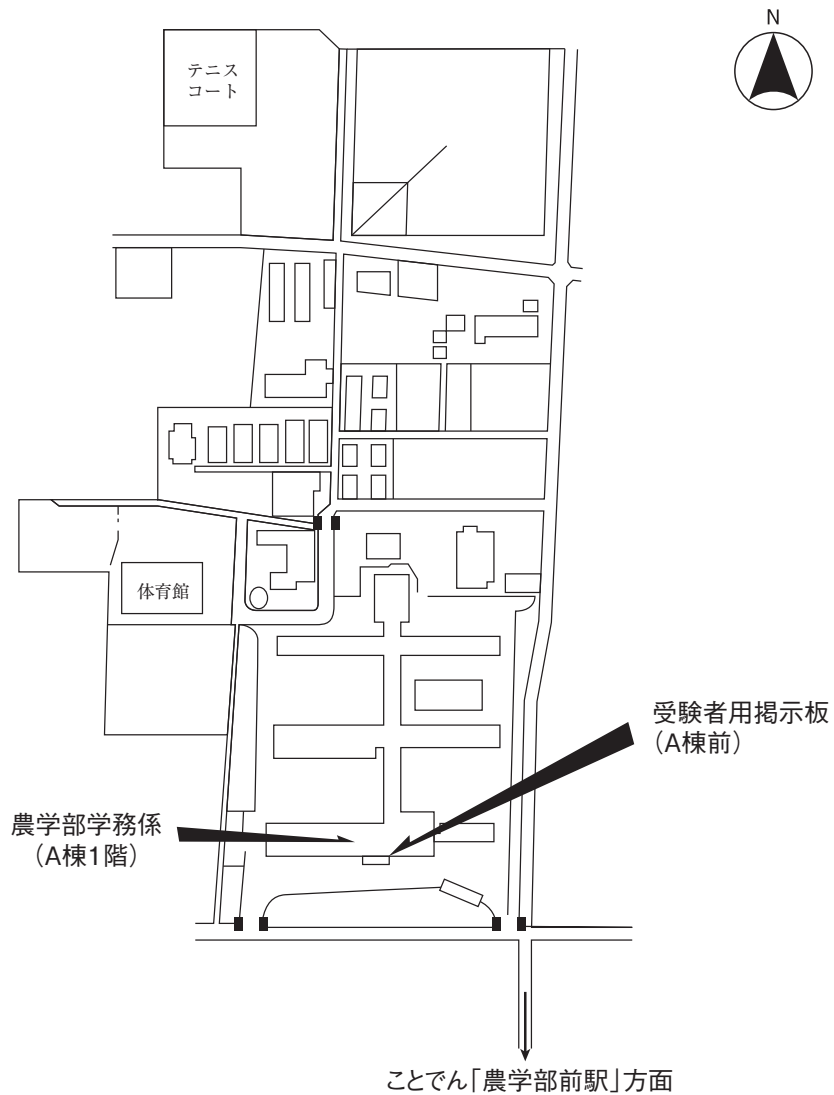 N
テニス
コート
体育館
受験者用掲示板
（A棟前）
農学部学務係
（A棟1階）
ことでん「農学部前駅」方面